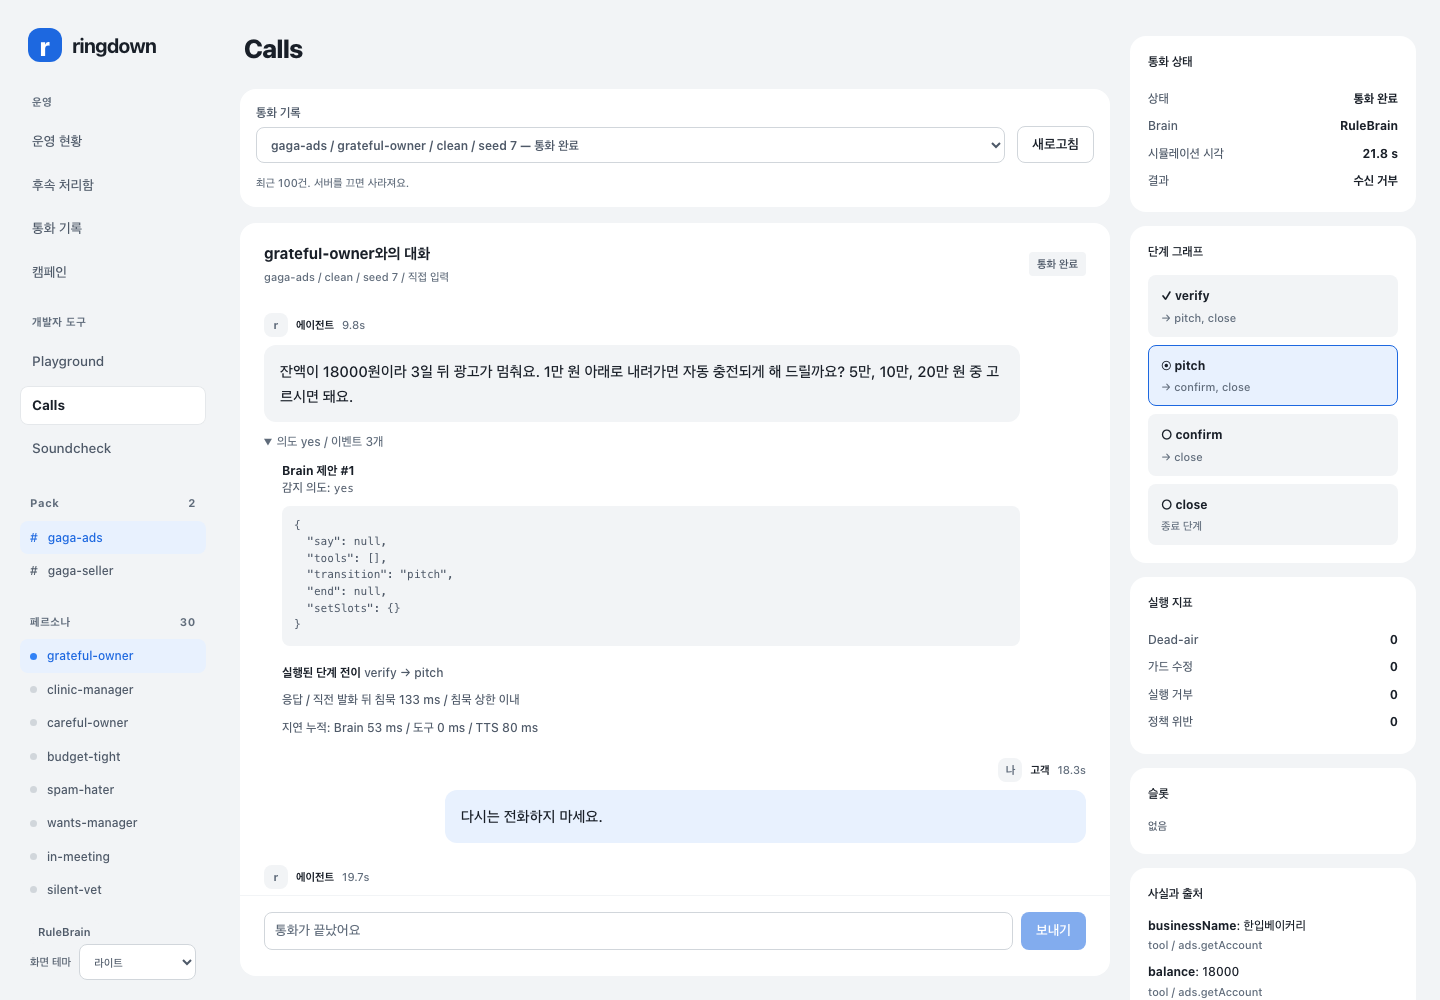 r ringdown
운영
운영 현황
후속 처리함
통화 기록
캠페인
개발자 도구
Playground
Calls
Soundcheck
Pack 2
# gaga-ads
# gaga-seller
페르소나 30
grateful-owner
clinic-manager
careful-owner
budget-tight
spam-hater
wants-manager
in-meeting
silent-vet
RuleBrain
화면 테마 라이트
Calls
통화 기록
gaga-ads / grateful-owner / clean / seed 7 — 통화 완료
새로고침
최근 100건. 서버를 끄면 사라져요.
grateful-owner와의 대화
gaga-ads / clean / seed 7 / 직접 입력
통화 완료
r 에이전트 9.8s
잔액이 18000원이라 3일 뒤 광고가 멈춰요. 1만 원 아래로 내려가면 자동 충전되게 해 드릴까요? 5만, 10만, 20만 원 중 고
르시면 돼요.
▼ 의도 yes / 이벤트 3개
Brain 제안 #1
감지 의도: yes
{
"say": null,
"tools": [],
"transition": "pitch",
"end": null,
"setSlots": {}
}
실행된 단계 전이 verify → pitch
응답 / 직전 발화 뒤 침묵 133 ms / 침묵 상한 이내
지연 누적: Brain 53 ms / 도구 0 ms / TTS 80 ms
나 고객 18.3s
다시는 전화하지 마세요.
r 에이전트 19.7s
통화가 끝났어요
보내기
통화 상태
상태 통화 완료
Brain RuleBrain
시뮬레이션 시각 21.8 s
결과 수신 거부
단계 그래프
✓ verify
→ pitch, close
◉ pitch
→ confirm, close
○ confirm
→ close
○ close
종료 단계
실행 지표
Dead-air 0
가드 수정 0
실행 거부 0
정책 위반 0
슬롯
없음
사실과 출처
businessName: 한입베이커리
tool / ads.getAccount
balance: 18000
tool / ads.getAccount